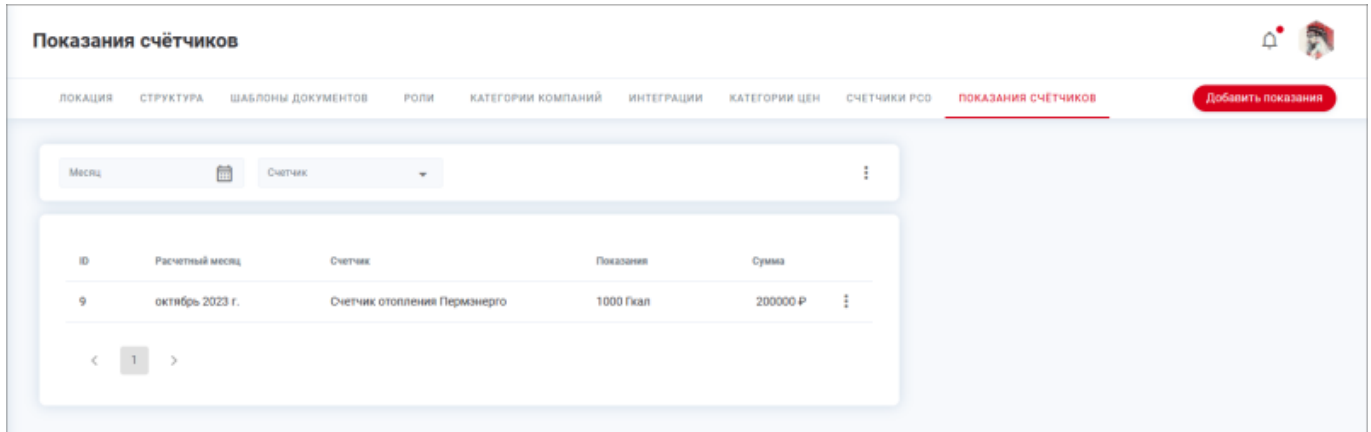 Показания счётчиков
ЛОКАЦИЯ СТРУКТУРА ШАБЛОНЫ ДОКУМЕНТОВ РОЛИ КАТЕГОРИИ КОМПАНИЙ ИНТЕГРАЦИИ КАТЕГОРИИ ЦЕН СЧЕТЧИКИ РСО ПОКАЗАНИЯ СЧЁТЧИКОВ Добавить показания
Месяц Счетчик
ID Расчетный месяц Счетчик Показания Сумма
9 октябрь 2023 г. Счетчик отопления Пермэнерго 1000 Гкал 200000 ₽
< 1 >